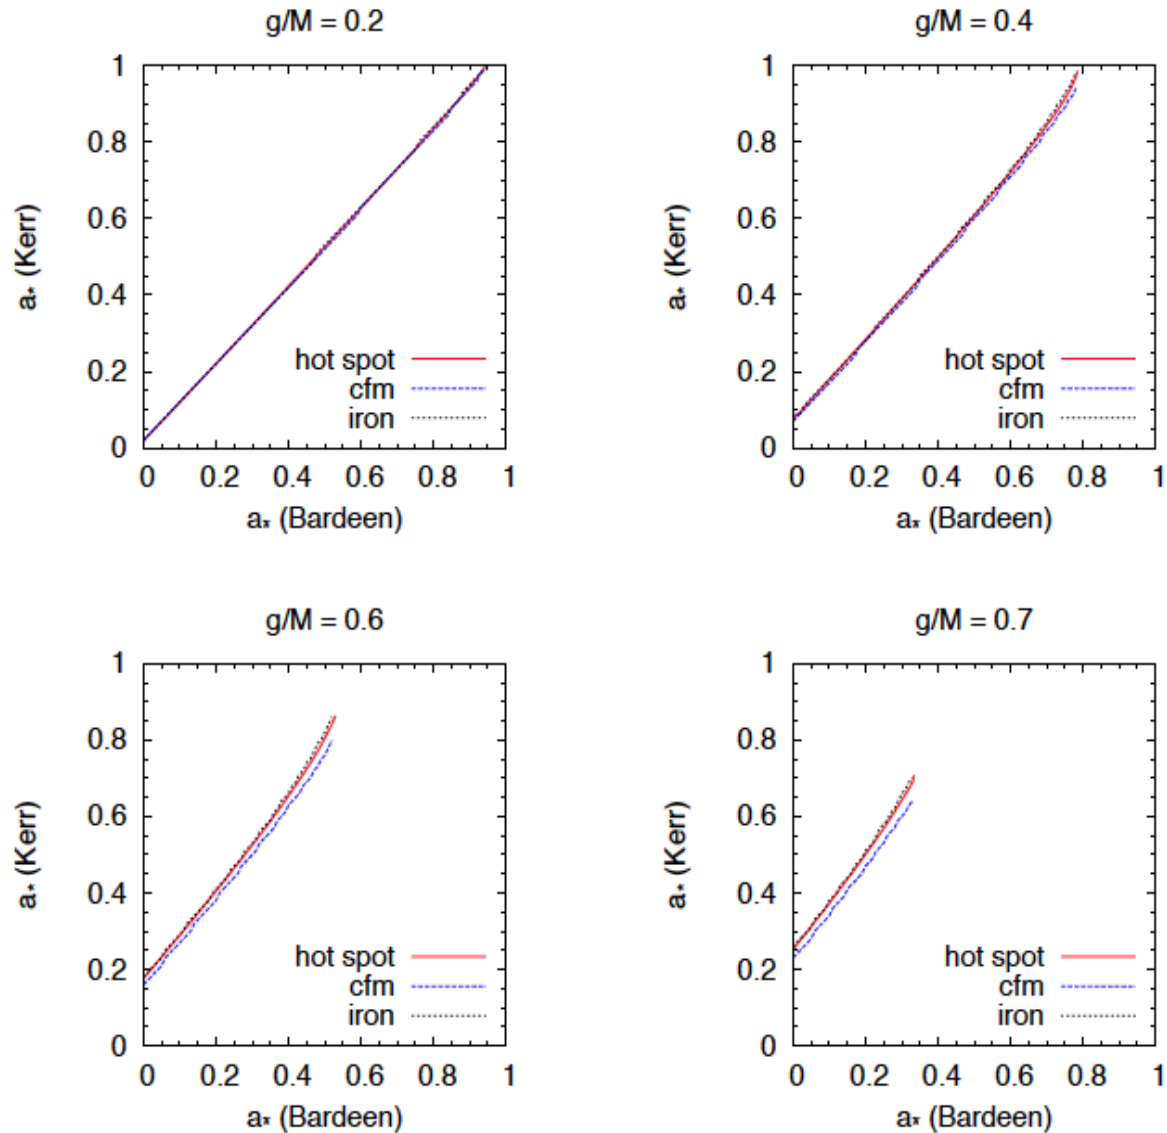 g/M = 0.2
1
0.8
0.6
0.4
0.2
0
a* (Kerr)
hot spot
cfm
iron
0 0.2 0.4 0.6 0.8 1
a* (Bardeen)
g/M = 0.4
1
0.8
0.6
0.4
0.2
0
a* (Kerr)
hot spot
cfm
iron
0 0.2 0.4 0.6 0.8 1
a* (Bardeen)
g/M = 0.6
1
0.8
0.6
0.4
0.2
0
a* (Kerr)
hot spot
cfm
iron
0 0.2 0.4 0.6 0.8 1
a* (Bardeen)
g/M = 0.7
1
0.8
0.6
0.4
0.2
0
a* (Kerr)
hot spot
cfm
iron
0 0.2 0.4 0.6 0.8 1
a* (Bardeen)